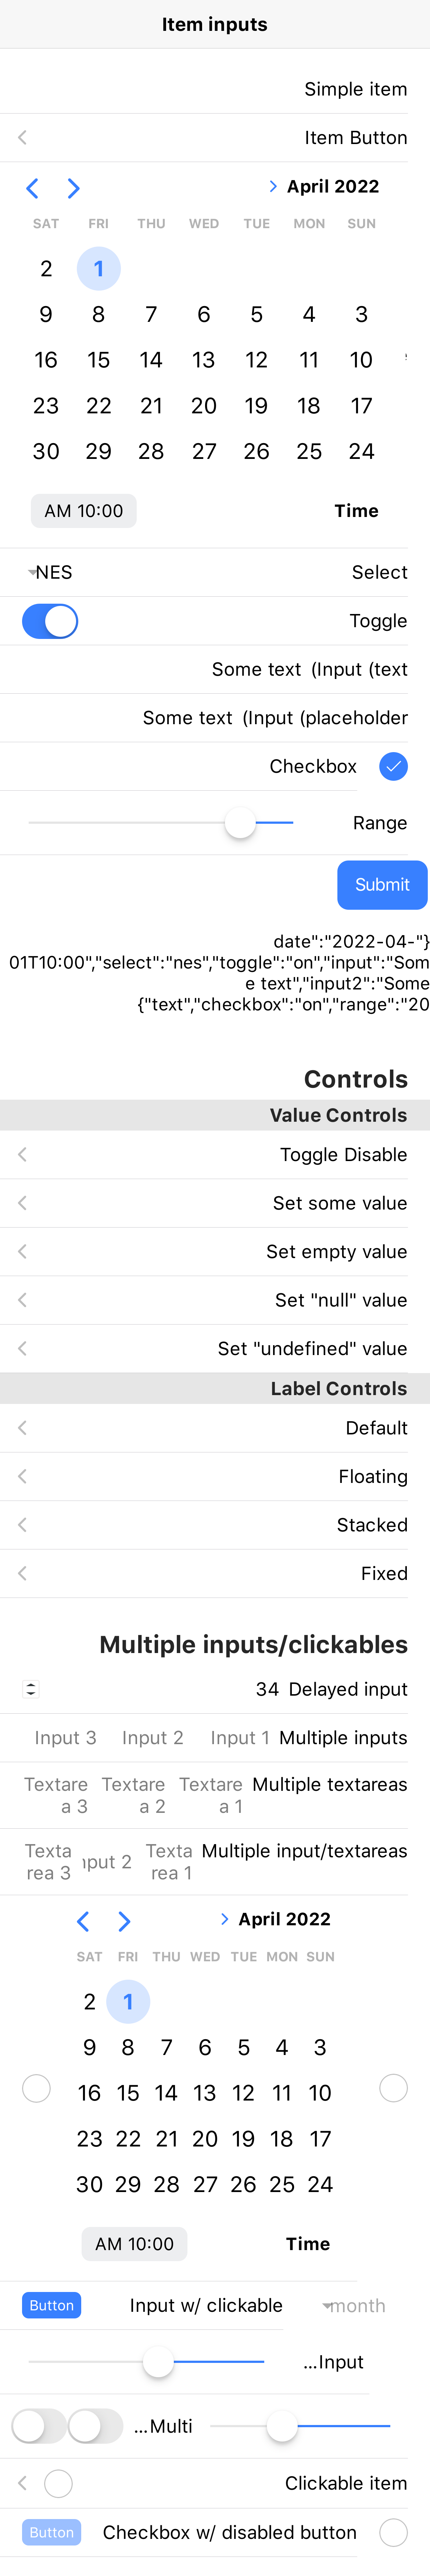 Item inputs
Simple item
Item Button
April 2022
SAT FRI THU WED TUE MON SUN
2 1
9 8 7 6 5 4 3
16 15 14 13 12 11 10
23 22 21 20 19 18 17
30 29 28 27 26 25 24
AM 10:00 Time
NES Select
Toggle
Some text (Input (text
Some text (Input (placeholder
Checkbox
Range
Submit
date":"2022-04-"}
01T10:00","select":"nes","toggle":"on","input":"Som
e text","input2":"Some
{"text","checkbox":"on","range":"20
Controls
Value Controls
Toggle Disable
Set some value
Set empty value
Set "null" value
Set "undefined" value
Label Controls
Default
Floating
Stacked
Fixed
Multiple inputs/clickables
34 Delayed input
Input 3 Input 2 Input 1 Multiple inputs
Textare Textare Textare Multiple textareas
a 3 a 2 a 1
Texta nput 2 Texta Multiple input/textareas
rea 3 rea 1
April 2022
SAT FRI THU WED TUE MON SUN
2 1
9 8 7 6 5 4 3
16 15 14 13 12 11 10
23 22 21 20 19 18 17
30 29 28 27 26 25 24
AM 10:00 Time
Button Input w/ clickable month
...Input
...Multi
Clickable item
Button Checkbox w/ disabled button